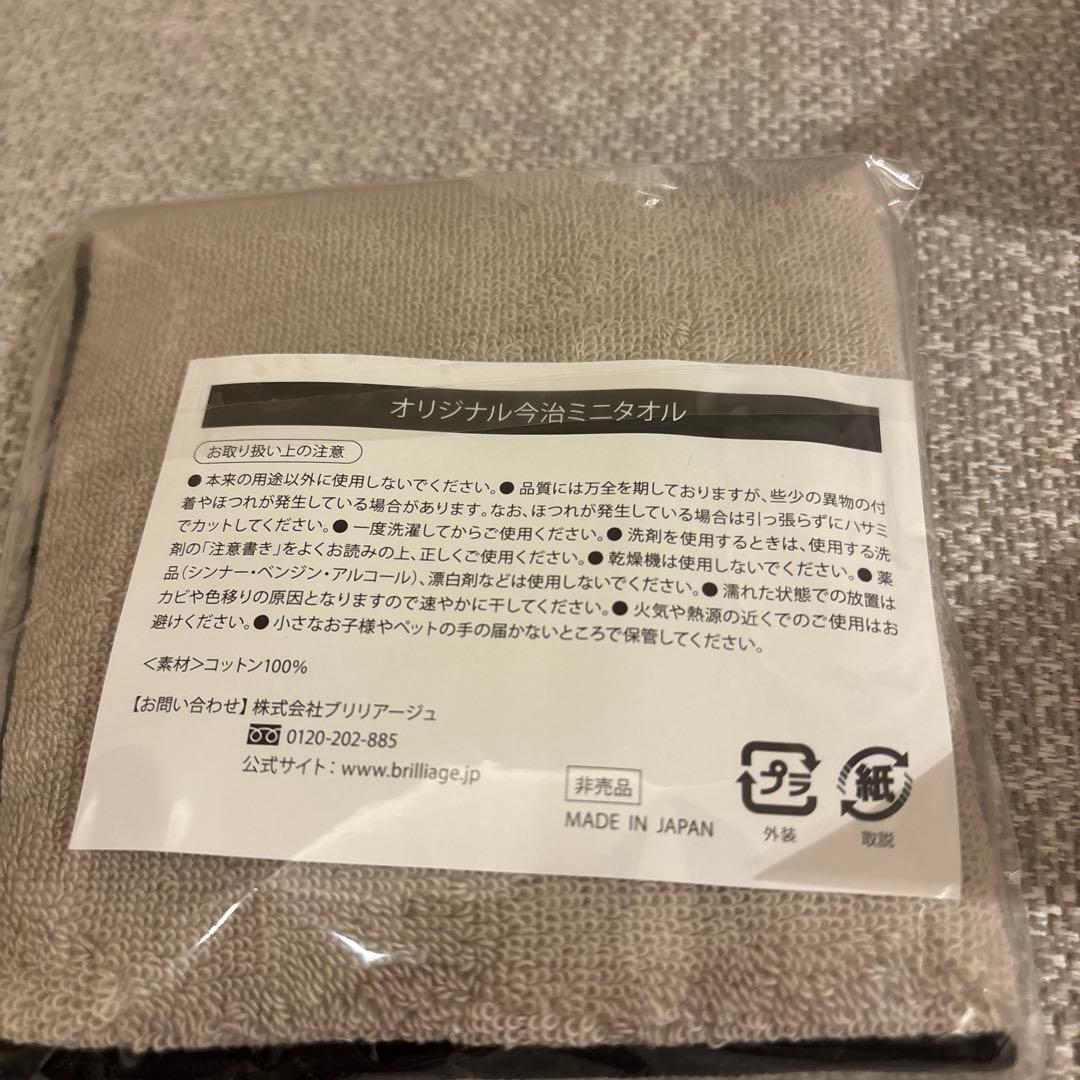 オリジナル今治ミニタオル
お取り扱い上の注意
●本来の用途以外に使用しないでください。●品質には万全を期しておりますが、些少の異物の付
着やほつれが発生している場合があります。なお、ほつれが発生している場合は引っ張らずにハサミ
でカットしてください。●一度洗濯してからご使用ください。●洗剤を使用するときは、使用する洗
剤の「注意書き」をよくお読みの上、正しくご使用ください。●乾燥機は使用しないでください。●薬
品(シンナー・ベンジン・アルコール)、漂白剤などは使用しないでください。●濡れた状態での放置は
カビや色移りの原因となりますので速やかに干してください。●火気や熱源の近くでのご使用はお
避けください。●小さなお子様やペットの手の届かないところで保管してください。
<素材>コットン100%
【お問い合わせ】株式会社ブリリアージュ
0120-202-885
公式サイト:www.brilliage.jp
非売品
MADE IN JAPAN
プラ
外装
紙
取説